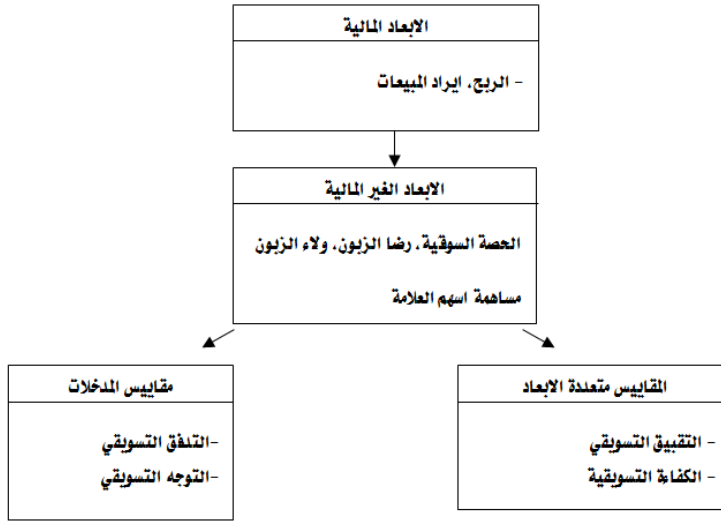 الابعاد المالية
- الربح، ايراد المبيعات
الابعاد الغير المالية
الحصة السوقية، رضا الزبون، ولاء الزبون
مساهمة اسهم العلامة
المقاييس متعددة الابعاد
- التقييق التسويقي
- الكفاءة التسويقية
مقاييس المدخلات
-التدفق التسويقي
-التوجه التسويقي